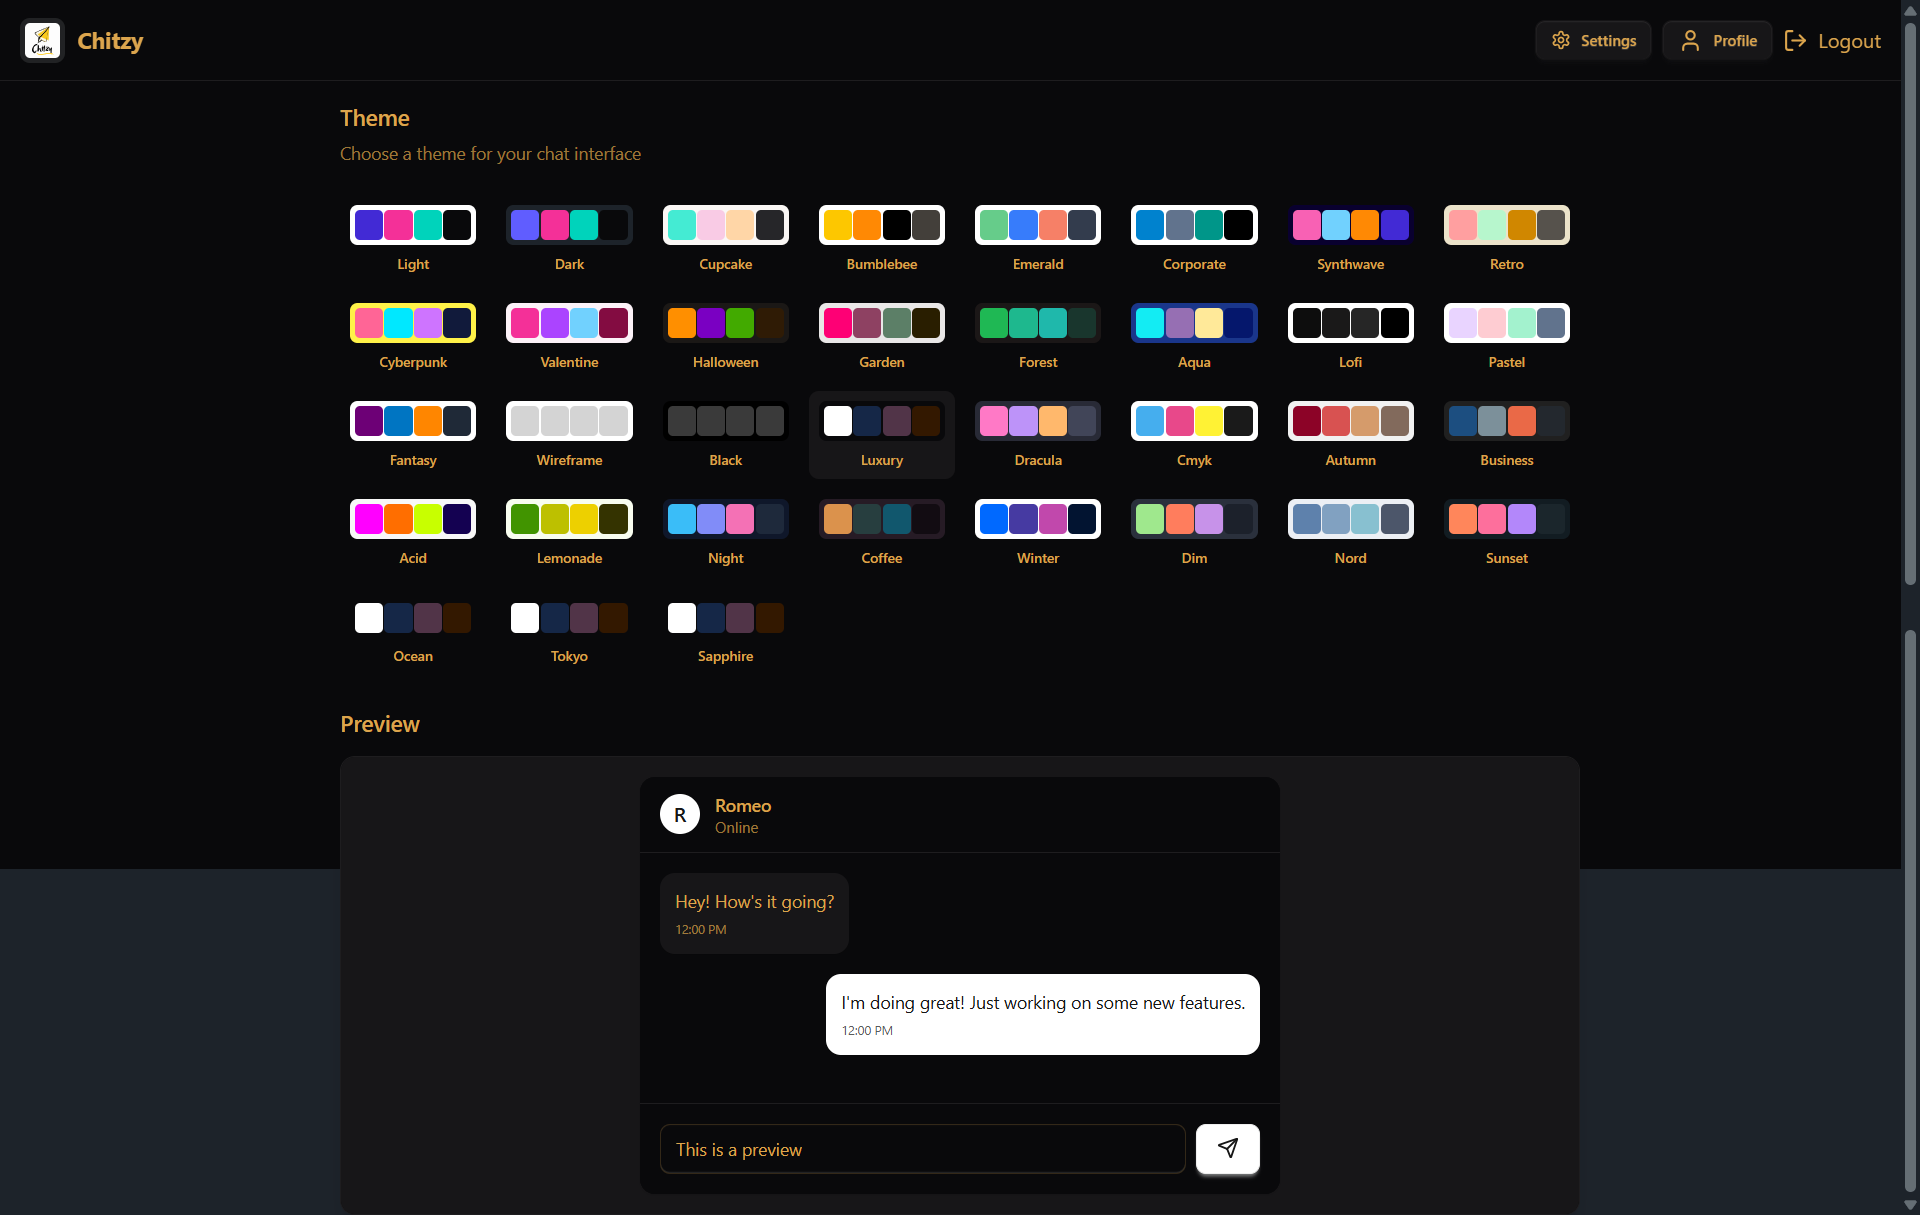 Chitzy
Chitzy
Settings
Profile
Logout
Theme
Choose a theme for your chat interface
Light
Dark
Cupcake
Bumblebee
Emerald
Corporate
Synthwave
Retro
Cyberpunk
Valentine
Halloween
Garden
Forest
Aqua
Lofi
Pastel
Fantasy
Wireframe
Black
Luxury
Dracula
Cmyk
Autumn
Business
Acid
Lemonade
Night
Coffee
Winter
Dim
Nord
Sunset
Ocean
Tokyo
Sapphire
Preview
R
Romeo
Online
Hey! How's it going?
12:00 PM
I'm doing great! Just working on some new features.
12:00 PM
This is a preview